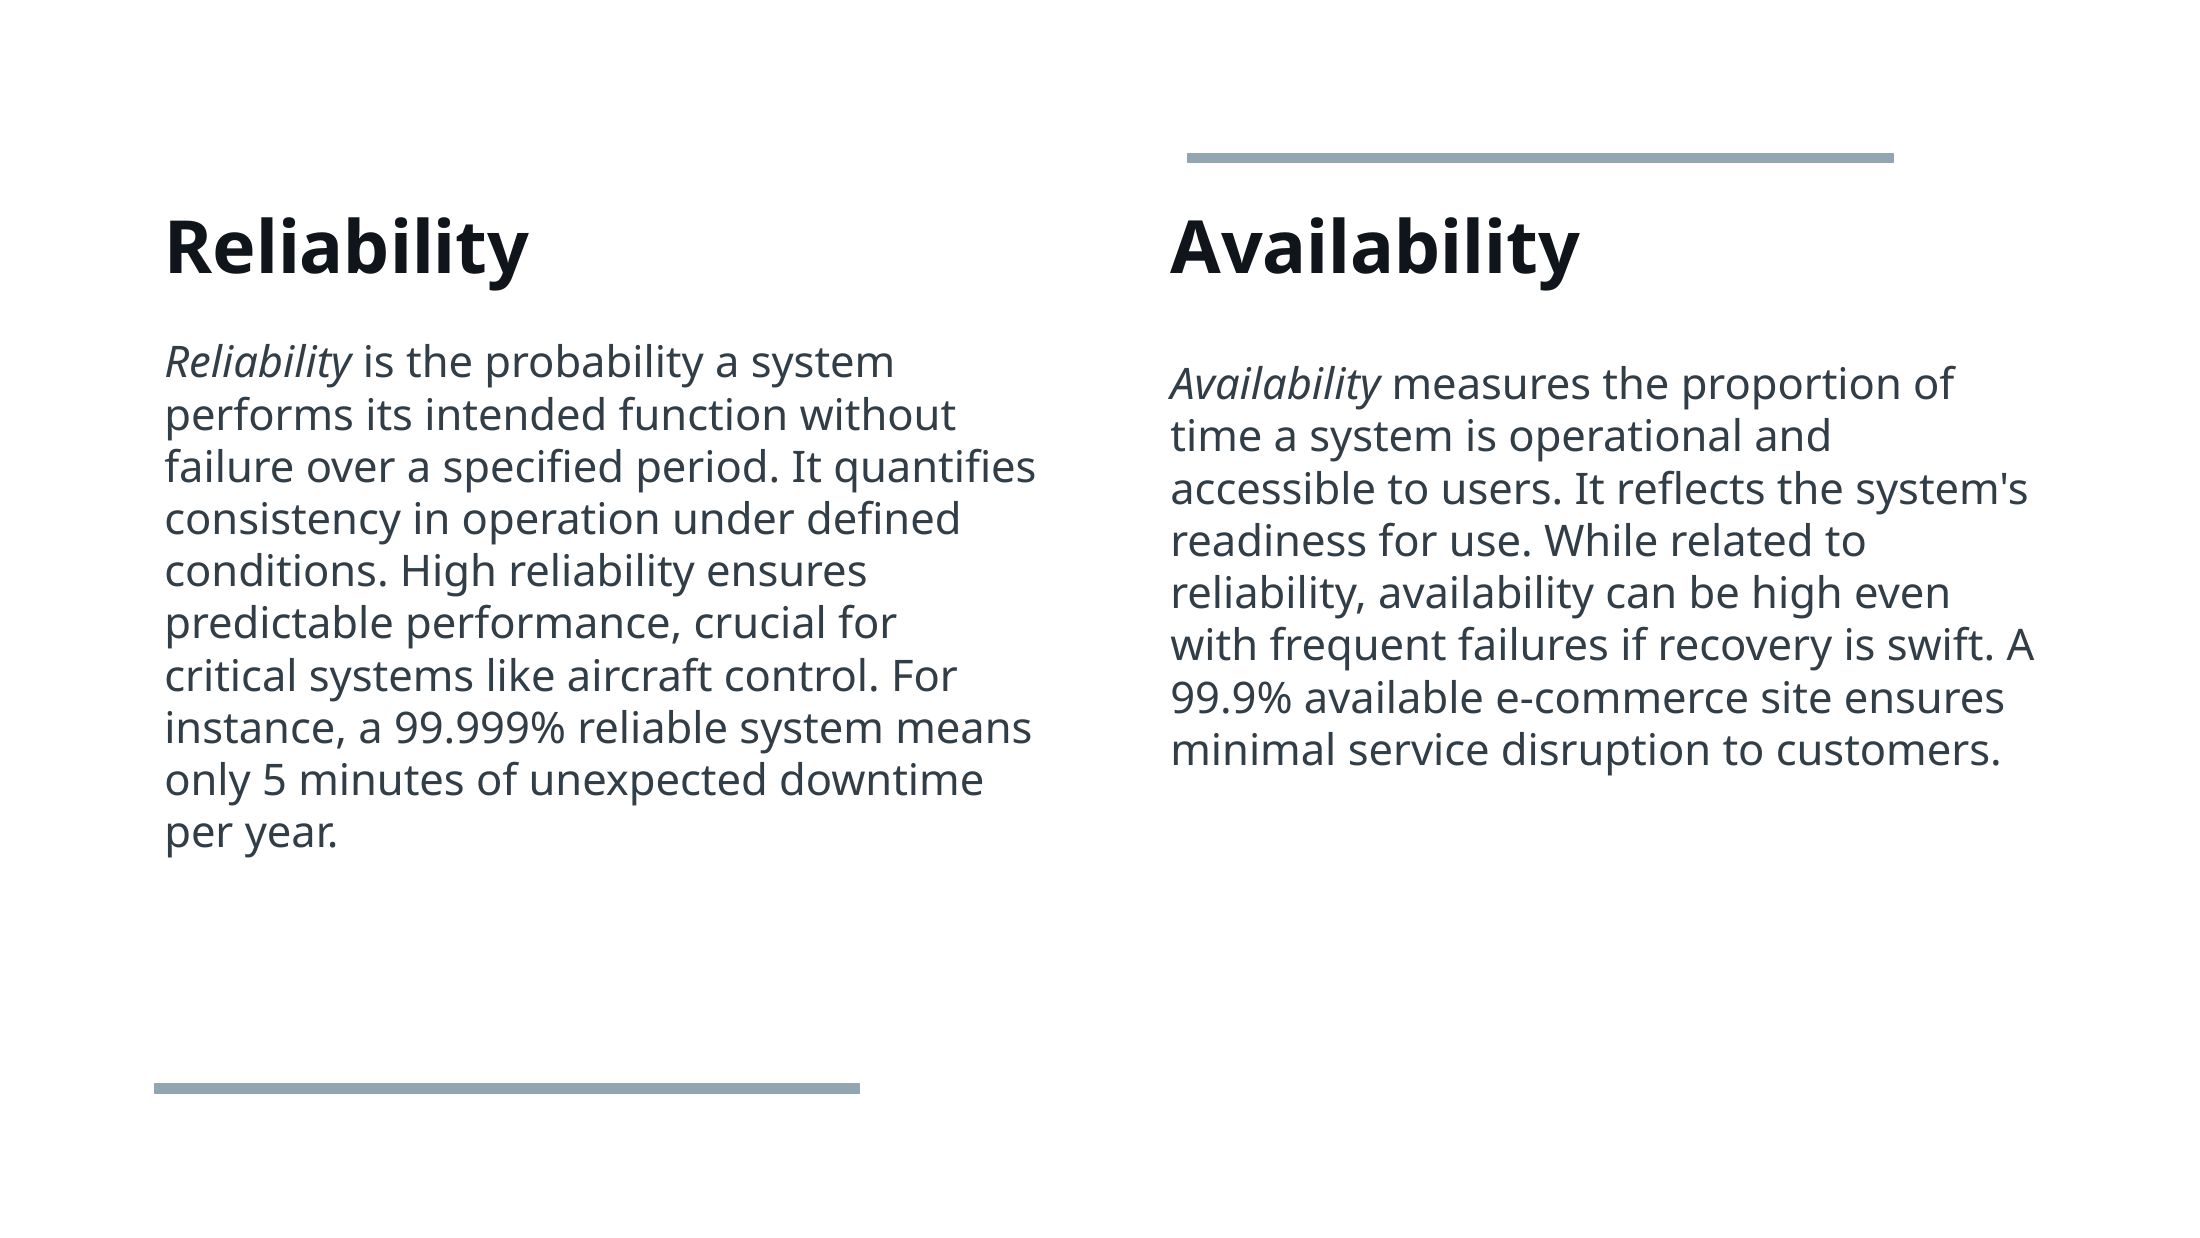 Reliability
Reliability is the probability a system
performs its intended function without
failure over a specified period. It quantifies
consistency in operation under defined
conditions. High reliability ensures
predictable performance, crucial for
critical systems like aircraft control. For
instance, a 99.999% reliable system means
only 5 minutes of unexpected downtime
per year.
Availability
Availability measures the proportion of
time a system is operational and
accessible to users. It reflects the system's
readiness for use. While related to
reliability, availability can be high even
with frequent failures if recovery is swift. A
99.9% available e-commerce site ensures
minimal service disruption to customers.